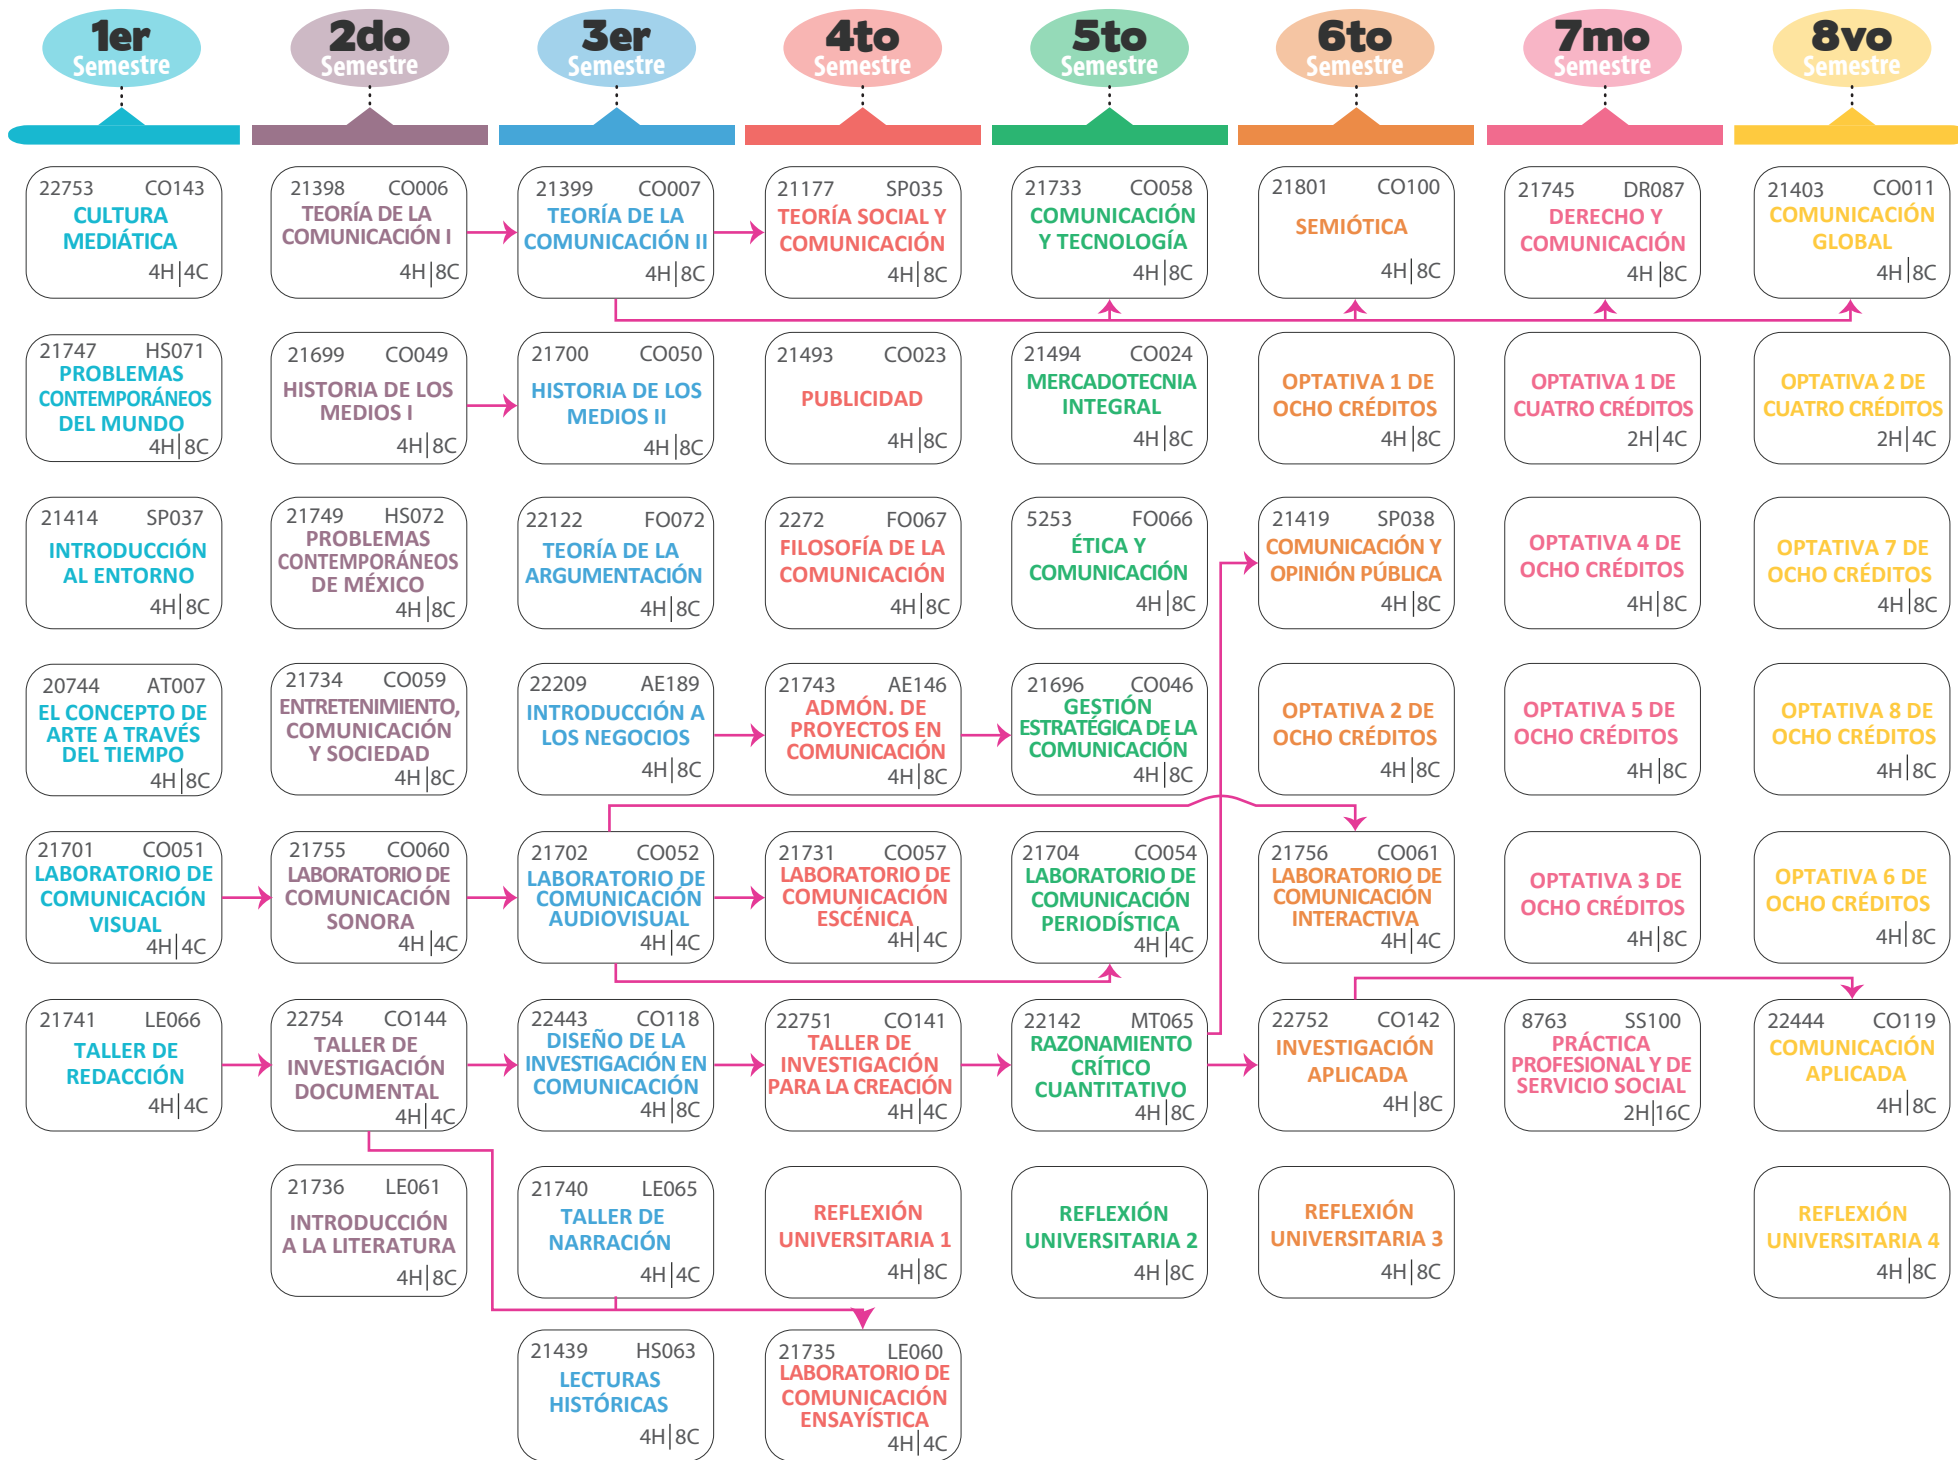 1er
Semestre
2do
Semestre
3er
Semestre
4to
Semestre
5to
Semestre
6to
Semestre
7mo
Semestre
8vo
Semestre
22753 CO143
CULTURA
MEDIÁTICA
4H|4C
21398 CO006
TEORÍA DE LA
COMUNICACIÓN I
4H|8C
21399 CO007
TEORÍA DE LA
COMUNICACIÓN II
4H|8C
21177 SP035
TEORÍA SOCIAL Y
COMUNICACIÓN
4H|8C
21733 CO058
COMUNICACIÓN
Y TECNOLOGÍA
4H|8C
21801 CO100
SEMIÓTICA
4H|8C
21745 DR087
DERECHO Y
COMUNICACIÓN
4H|8C
21403 CO011
COMUNICACIÓN
GLOBAL
4H|8C
21747 HS071
PROBLEMAS
CONTEMPORÁNEOS
DEL MUNDO
4H|8C
21699 CO049
HISTORIA DE LOS
MEDIOS I
4H|8C
21700 CO050
HISTORIA DE LOS
MEDIOS II
4H|8C
21493 CO023
PUBLICIDAD
4H|8C
21494 CO024
MERCADOTECNIA
INTEGRAL
4H|8C
OPTATIVA 1 DE
OCHO CRÉDITOS
4H|8C
OPTATIVA 1 DE
CUATRO CRÉDITOS
2H|4C
OPTATIVA 2 DE
CUATRO CRÉDITOS
2H|4C
21414 SP037
INTRODUCCIÓN
AL ENTORNO
4H|8C
21749 HS072
PROBLEMAS
CONTEMPORÁNEOS
DE MÉXICO
4H|8C
22122 FO072
TEORÍA DE LA
ARGUMENTACIÓN
4H|8C
2272 FO067
FILOSOFÍA DE LA
COMUNICACIÓN
4H|8C
5253 FO066
ÉTICA Y
COMUNICACIÓN
4H|8C
21419 SP038
COMUNICACIÓN Y
OPINIÓN PÚBLICA
4H|8C
OPTATIVA 4 DE
OCHO CRÉDITOS
4H|8C
OPTATIVA 7 DE
OCHO CRÉDITOS
4H|8C
20744 AT007
EL CONCEPTO DE
ARTE A TRAVÉS
DEL TIEMPO
4H|8C
21734 CO059
ENTRETENIMIENTO,
COMUNICACIÓN
Y SOCIEDAD
4H|8C
22209 AE189
INTRODUCCIÓN A
LOS NEGOCIOS
4H|8C
21743 AE146
ADMÓN. DE
PROYECTOS EN
COMUNICACIÓN
4H|8C
21696 CO046
GESTIÓN
ESTRATÉGICA DE LA
COMUNICACIÓN
4H|8C
OPTATIVA 2 DE
OCHO CRÉDITOS
4H|8C
OPTATIVA 5 DE
OCHO CRÉDITOS
4H|8C
OPTATIVA 8 DE
OCHO CRÉDITOS
4H|8C
21701 CO051
LABORATORIO DE
COMUNICACIÓN
VISUAL
4H|4C
21755 CO060
LABORATORIO DE
COMUNICACIÓN
SONORA
4H|4C
21702 CO052
LABORATORIO DE
COMUNICACIÓN
AUDIOVISUAL
4H|4C
21731 CO057
LABORATORIO DE
COMUNICACIÓN
ESCÉNICA
4H|4C
21704 CO054
LABORATORIO DE
COMUNICACIÓN
PERIODÍSTICA
4H|4C
21756 CO061
LABORATORIO DE
COMUNICACIÓN
INTERACTIVA
4H|4C
OPTATIVA 3 DE
OCHO CRÉDITOS
4H|8C
OPTATIVA 6 DE
OCHO CRÉDITOS
4H|8C
21741 LE066
TALLER DE
REDACCIÓN
4H|4C
22754 CO144
TALLER DE
INVESTIGACIÓN
DOCUMENTAL
4H|4C
22443 CO118
DISEÑO DE LA
INVESTIGACIÓN EN
COMUNICACIÓN
4H|8C
22751 CO141
TALLER DE
INVESTIGACIÓN
PARA LA CREACIÓN
4H|4C
22142 MT065
RAZONAMIENTO
CRÍTICO
CUANTITATIVO
4H|8C
22752 CO142
INVESTIGACIÓN
APLICADA
4H|8C
8763 SS100
PRÁCTICA
PROFESIONAL Y DE
SERVICIO SOCIAL
2H|16C
22444 CO119
COMUNICACIÓN
APLICADA
4H|8C
21736 LE061
INTRODUCCIÓN
A LA LITERATURA
4H|8C
21740 LE065
TALLER DE
NARRACIÓN
4H|4C
REFLEXIÓN
UNIVERSITARIA 1
4H|8C
REFLEXIÓN
UNIVERSITARIA 2
4H|8C
REFLEXIÓN
UNIVERSITARIA 3
4H|8C
REFLEXIÓN
UNIVERSITARIA 4
4H|8C
21439 HS063
LECTURAS
HISTÓRICAS
4H|8C
21735 LE060
LABORATORIO DE
COMUNICACIÓN
ENSAYÍSTICA
4H|4C